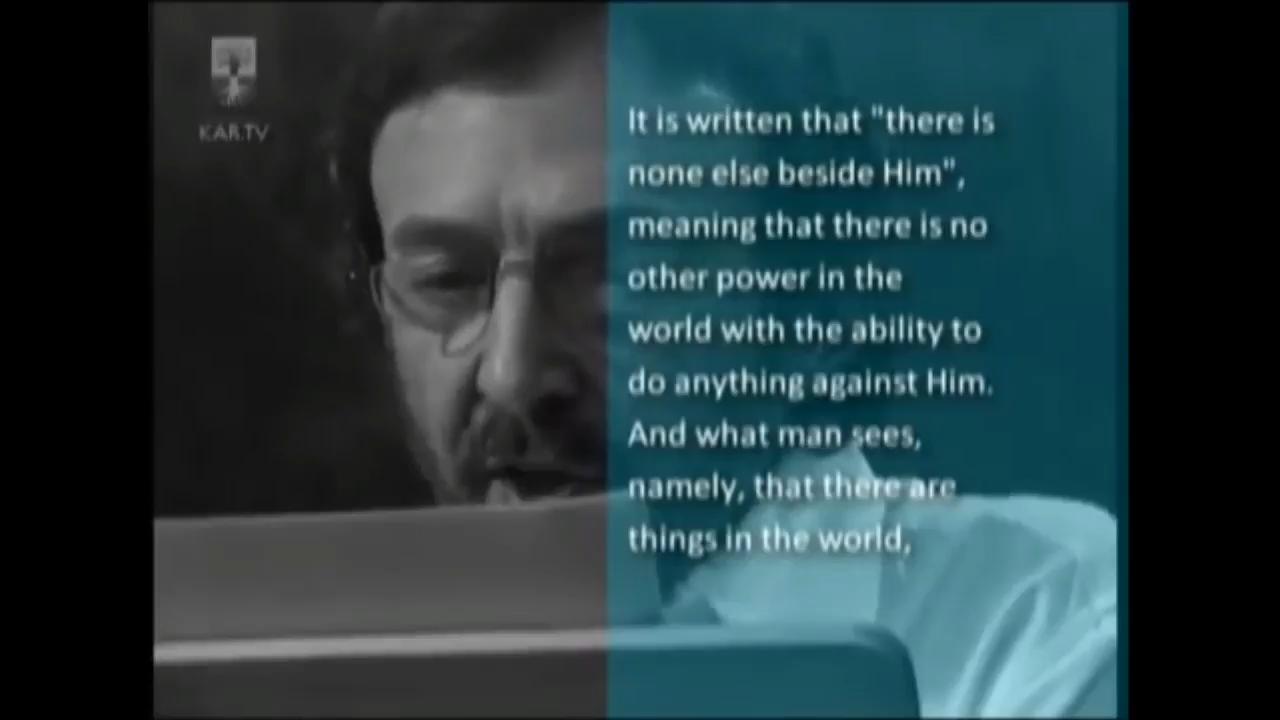 KAB.TV
It is written that "there is
none else beside Him",
meaning that there is no
other power in the
world with the ability to
do anything against Him.
And what man sees,
namely, that there are
things in the world,